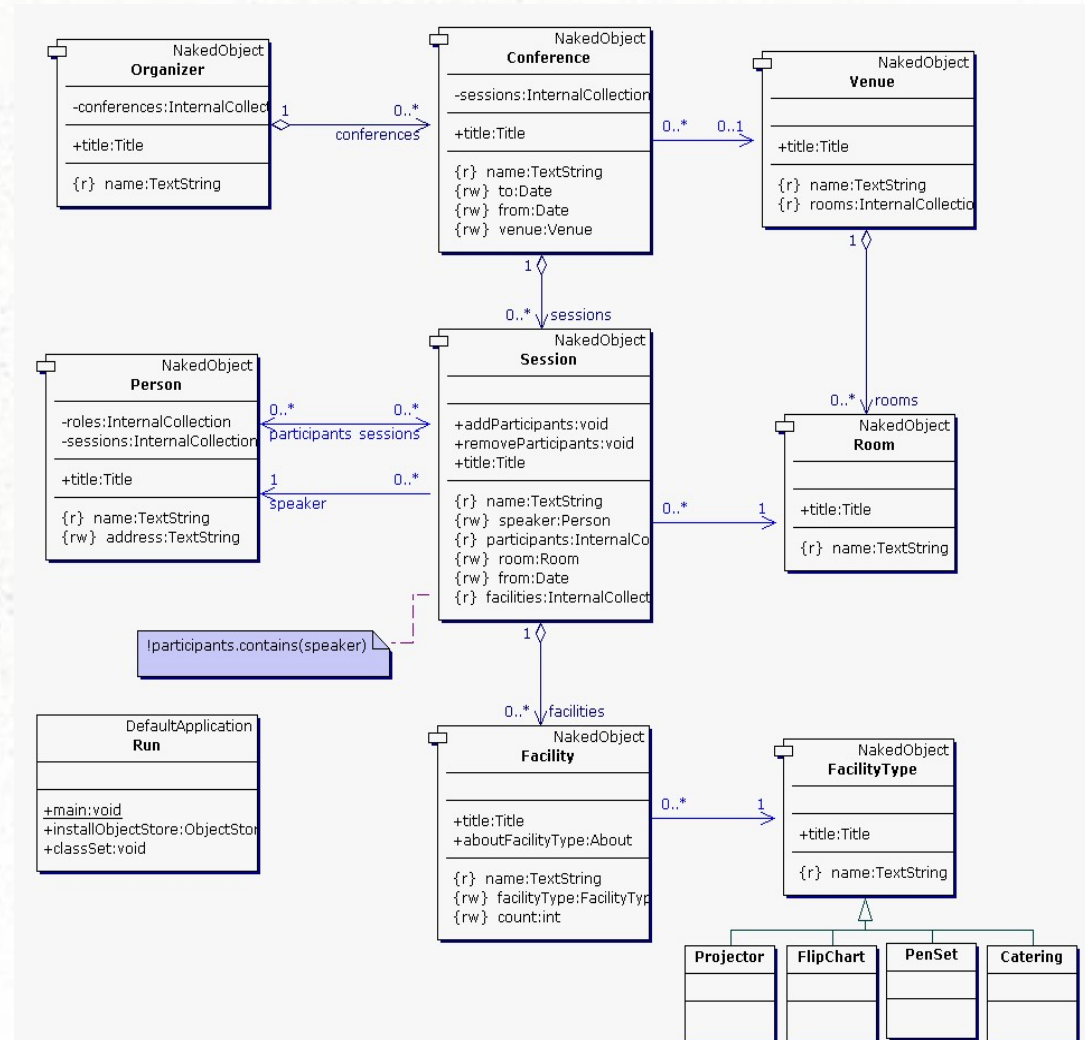 NakedObject
Organizer
-conferences:InternalCollect
+title:Title
{r} name:TextString
1
0..*
conferences
NakedObject
Conference
-sessions:InternalCollection
+title:Title
{r} name:TextString
{rw} to:Date
{rw} from:Date
{rw} venue:Venue
0..*
0..1
NakedObject
Venue
+title:Title
{r} name:TextString
{r} rooms:InternalCollectio
1
0..*
sessions
1
0..*
rooms
NakedObject
Person
-roles:InternalCollection
-sessions:InternalCollection
+title:Title
{r} name:TextString
{rw} address:TextString
0..*
0..*
participants
sessions
1
0..*
speaker
NakedObject
Session
+addParticipants:void
+removeParticipants:void
+title:Title
{r} name:TextString
{rw} speaker:Person
{r} participants:InternalCo
{rw} room:Room
{rw} from:Date
{r} facilities:InternalCollect
0..*
1
NakedObject
Room
+title:Title
{r} name:TextString
!participants.contains(speaker)
1
0..*
facilities
DefaultApplication
Run
+main:void
+installObjectStore:ObjectStor
+classSet:void
NakedObject
Facility
+title:Title
+aboutFacilityType:About
{r} name:TextString
{rw} facilityType:FacilityTyp
{rw} count:int
0..*
1
NakedObject
FacilityType
+title:Title
{r} name:TextString
Projector
FlipChart
PenSet
Catering